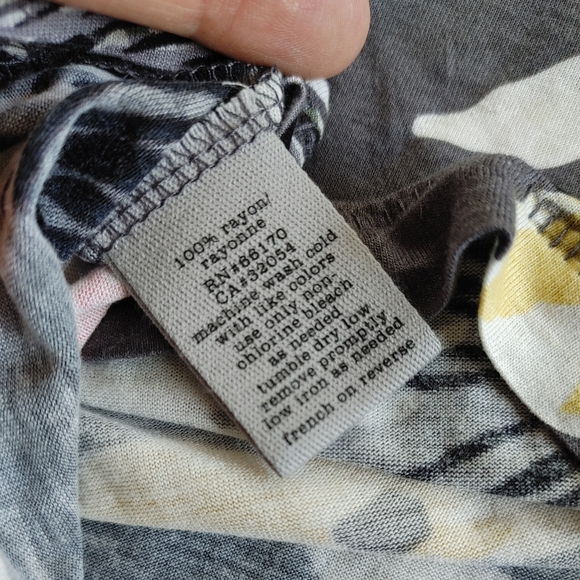 100% rayon/
rayonne
RN#66170
CA#32054
machine wash cold
with like colors
use only non-
chlorine bleach
as needed
tumble dry low
remove promptly
low iron as needed
french on reverse